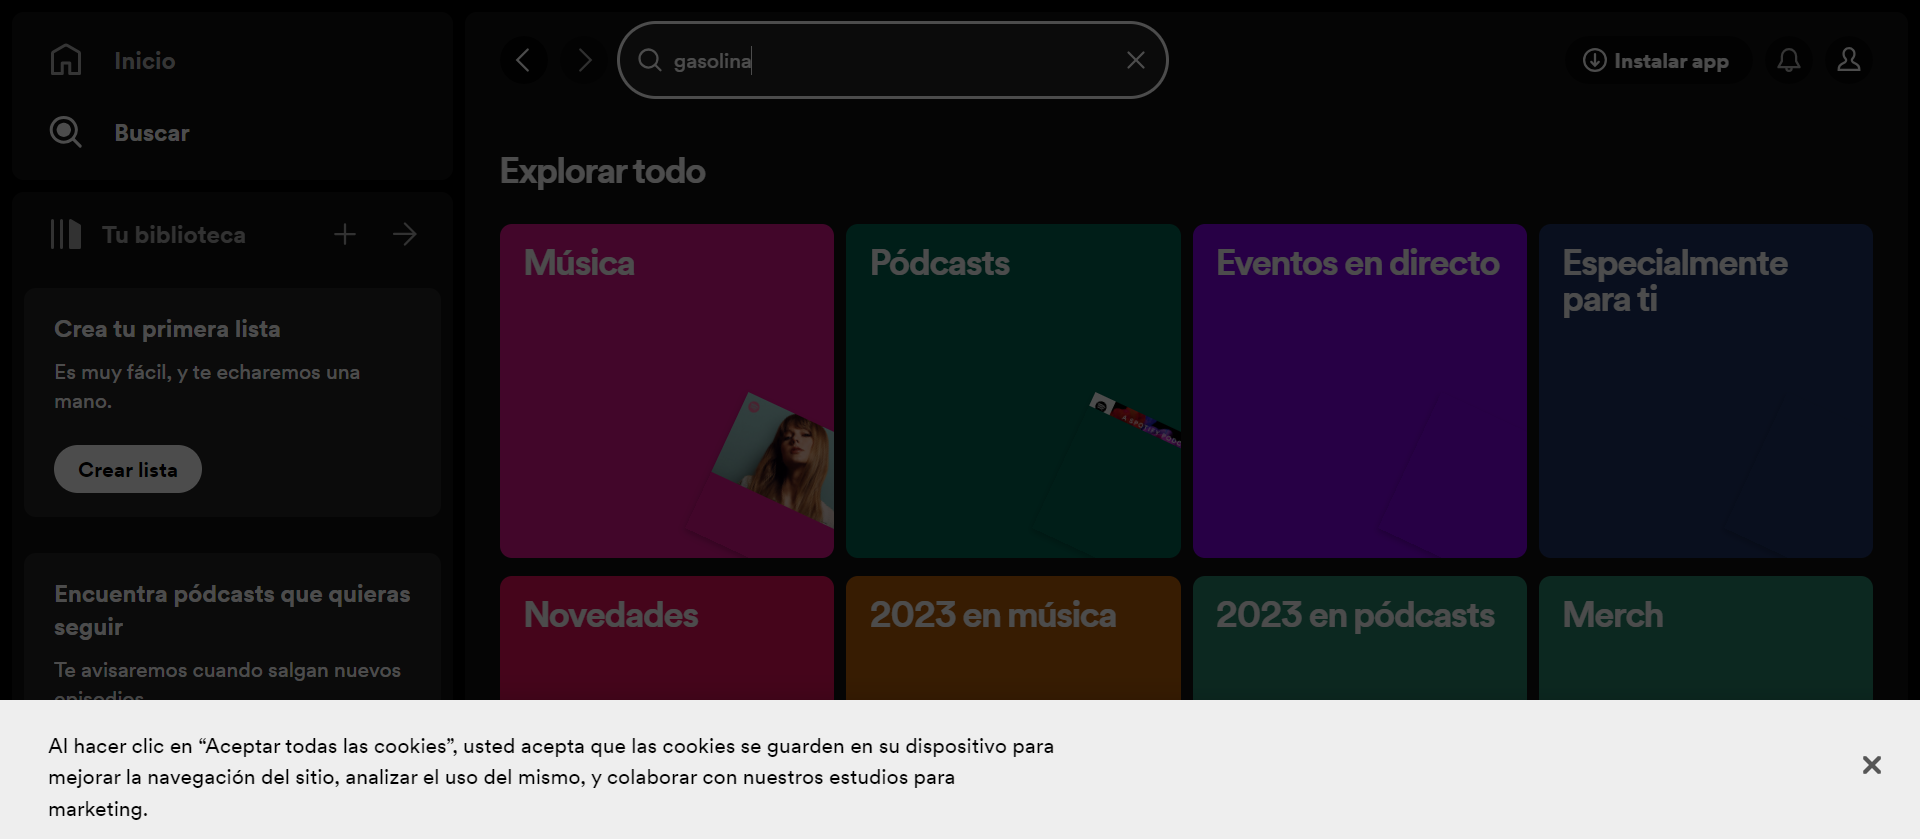 Inicio
Buscar
Tu biblioteca
Crea tu primera lista
Es muy fácil, y te echaremos una
mano.
Crear lista
Encuentra pódcasts que quieras
seguir
Te avisaremos cuando salgan nuevos
episodios
gasolina
Instalar app
Explorar todo
Música
Pódcasts
A SPOTIFY
Eventos en directo
Especialmente
para ti
Novedades
2023 en música
2023 en pódcasts
Merch
Al hacer clic en “Aceptar todas las cookies”, usted acepta que las cookies se guarden en su dispositivo para
mejorar la navegación del sitio, analizar el uso del mismo, y colaborar con nuestros estudios para
marketing.